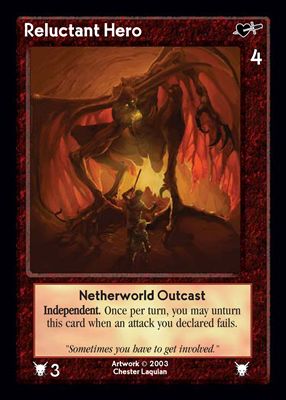 Reluctant Hero
4
Netherworld Outcast
Independent. Once per turn, you may unturn
this card when an attack you declared fails.
"Sometimes you have to get involved."
3
Artwork © 2003
Chester Laquian